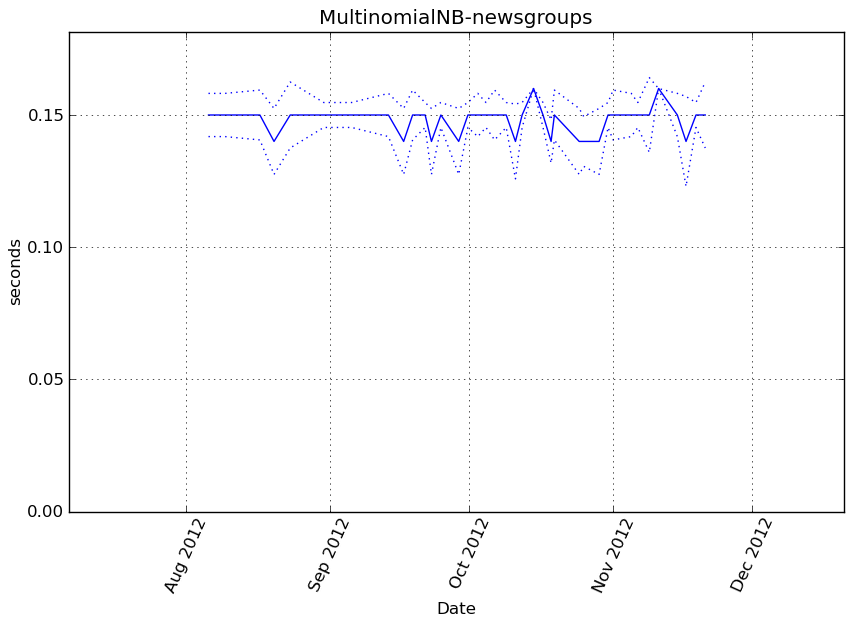 MultinomialNB-newsgroups
seconds
0.15
0.10
0.05
0.00
Aug 2012
Sep 2012
Oct 2012
Nov 2012
Dec 2012
Date